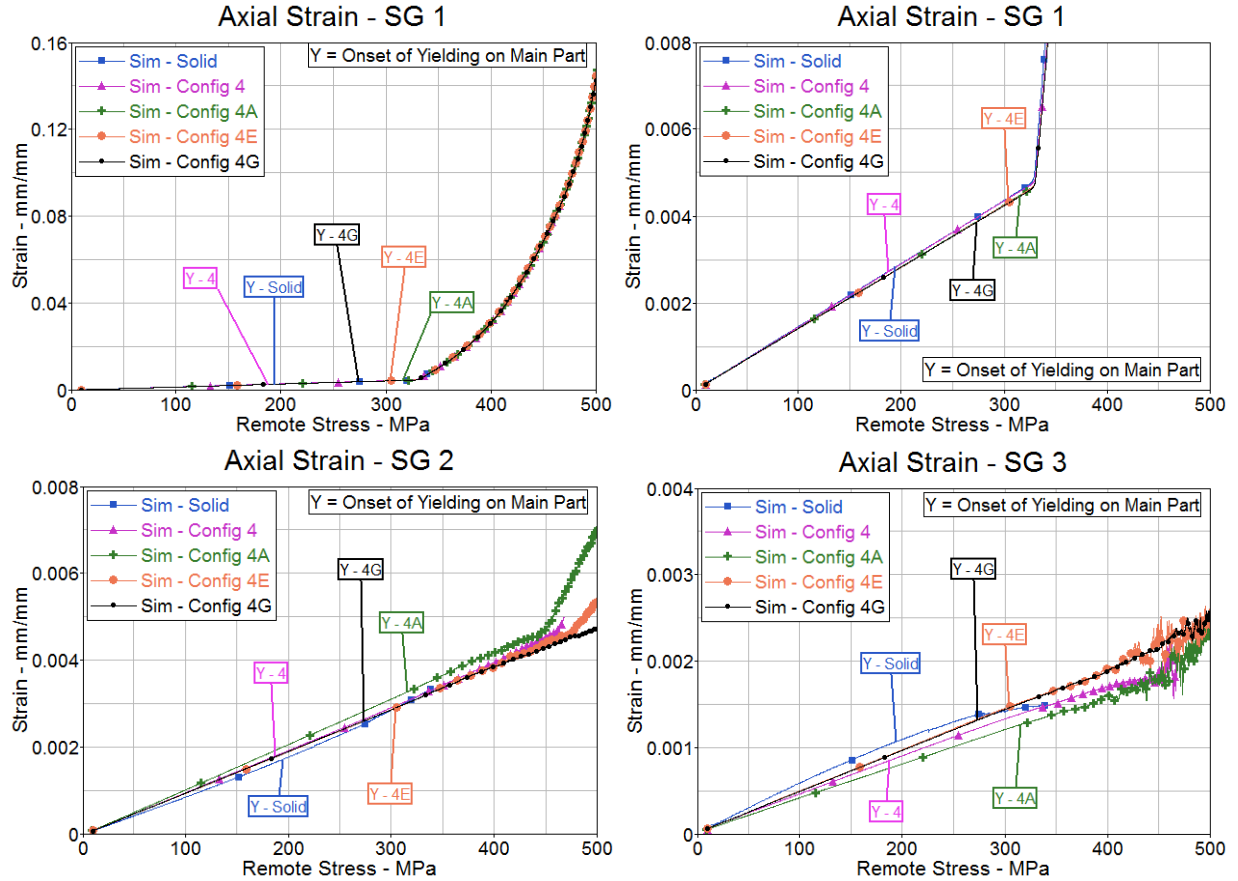 Axial Strain - SG 1
Strain - mm/mm
0.16
0.12
0.08
0.04
0
Sim - Solid
Sim - Config 4
Sim - Config 4A
Sim - Config 4E
Sim - Config 4G
Y = Onset of Yielding on Main Part
Y - 4
Y - Solid
Y - 4G
Y - 4E
Y - 4A
0 100 200 300 400 500
Remote Stress - MPa
Axial Strain - SG 1
Strain - mm/mm
0.008
0.006
0.004
0.002
0
Sim - Solid
Sim - Config 4
Sim - Config 4A
Sim - Config 4E
Sim - Config 4G
Y - 4E
Y - 4
Y - 4A
Y - 4G
Y - Solid
Y = Onset of Yielding on Main Part
0 100 200 300 400 500
Remote Stress - MPa
Axial Strain - SG 2
Strain - mm/mm
0.008
0.006
0.004
0.002
0
Sim - Solid
Sim - Config 4
Sim - Config 4A
Sim - Config 4E
Sim - Config 4G
Y = Onset of Yielding on Main Part
Y - 4G
Y - 4A
Y - 4
Y - Solid
Y - 4E
0 100 200 300 400 500
Remote Stress - MPa
Axial Strain - SG 3
Strain - mm/mm
0.004
0.003
0.002
0.001
0
Sim - Solid
Sim - Config 4
Sim - Config 4A
Sim - Config 4E
Sim - Config 4G
Y = Onset of Yielding on Main Part
Y - 4G
Y - 4E
Y - Solid
Y - 4
Y - 4A
0 100 200 300 400 500
Remote Stress - MPa